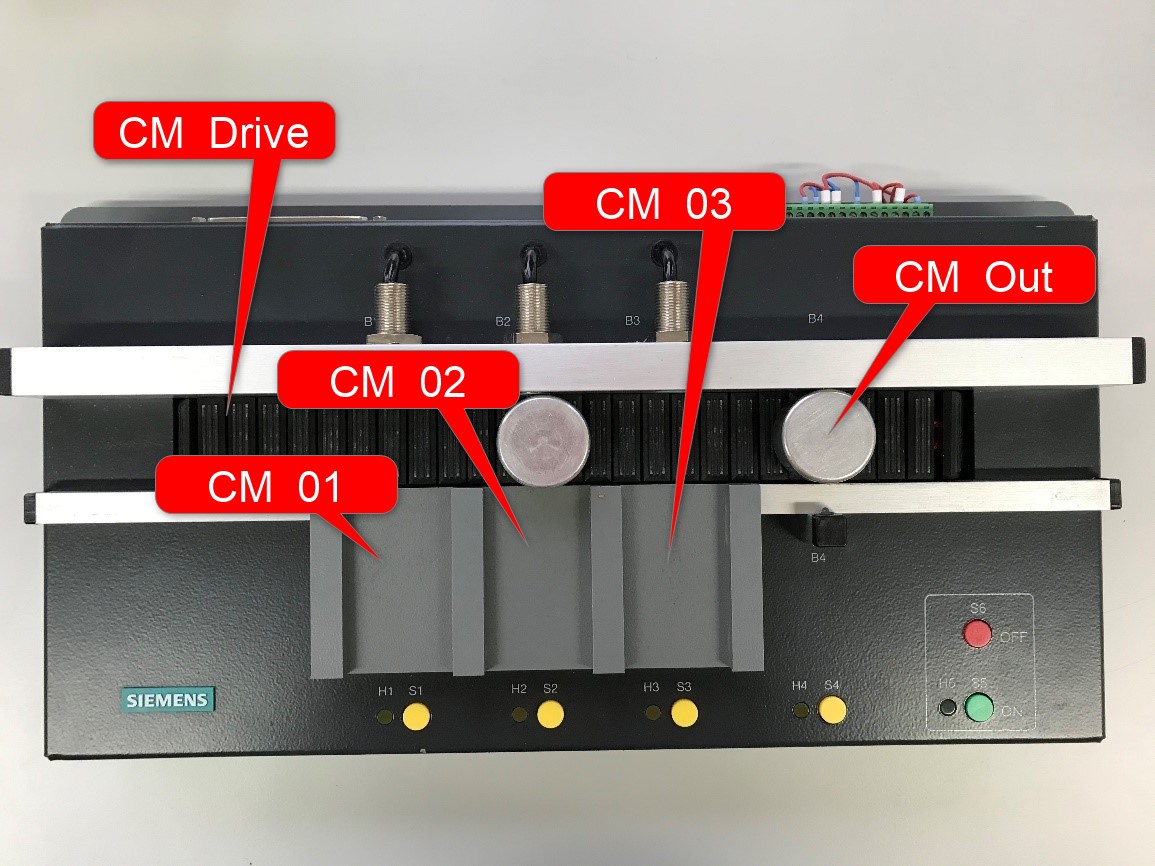 CM Drive
CM 03
CM Out
B
B2
B3
B4
CM 02
CM 01
B4
S6
OFF
SIEMENS
H1 S1
H2 S2
H3 S3
H4 S4
H5 S5
ON